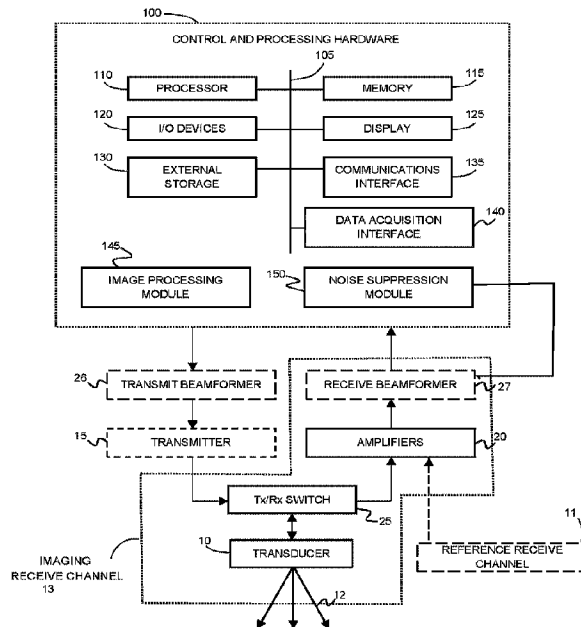 100
CONTROL AND PROCESSING HARDWARE
105
110
PROCESSOR
MEMORY
115
120
I/O DEVICES
DISPLAY
125
130
EXTERNAL
STORAGE
COMMUNICATIONS
INTERFACE
135
DATA ACQUISITION
INTERFACE
140
145
IMAGE PROCESSING
MODULE
150
NOISE SUPPRESSION
MODULE
26
TRANSMIT BEAMFORMER
RECEIVE BEAMFORMER
27
15
TRANSMITTER
AMPLIFIERS
20
Tx/Rx SWITCH
25
10
TRANSDUCER
11
REFERENCE RECEIVE
CHANNEL
IMAGING
RECEIVE CHANNEL
13
12